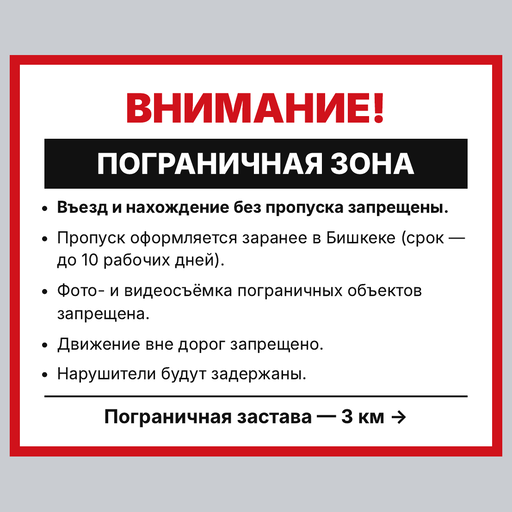 ВНИМАНИЕ!
ПОГРАНИЧНАЯ ЗОНА
• Въезд и нахождение без пропуска запрещены.
• Пропуск оформляется заранее в Бишкеке (срок —
до 10 рабочих дней).
• Фото- и видеосъёмка пограничных объектов
запрещена.
• Движение вне дорог запрещено.
• Нарушители будут задержаны.
Пограничная застава — 3 км →